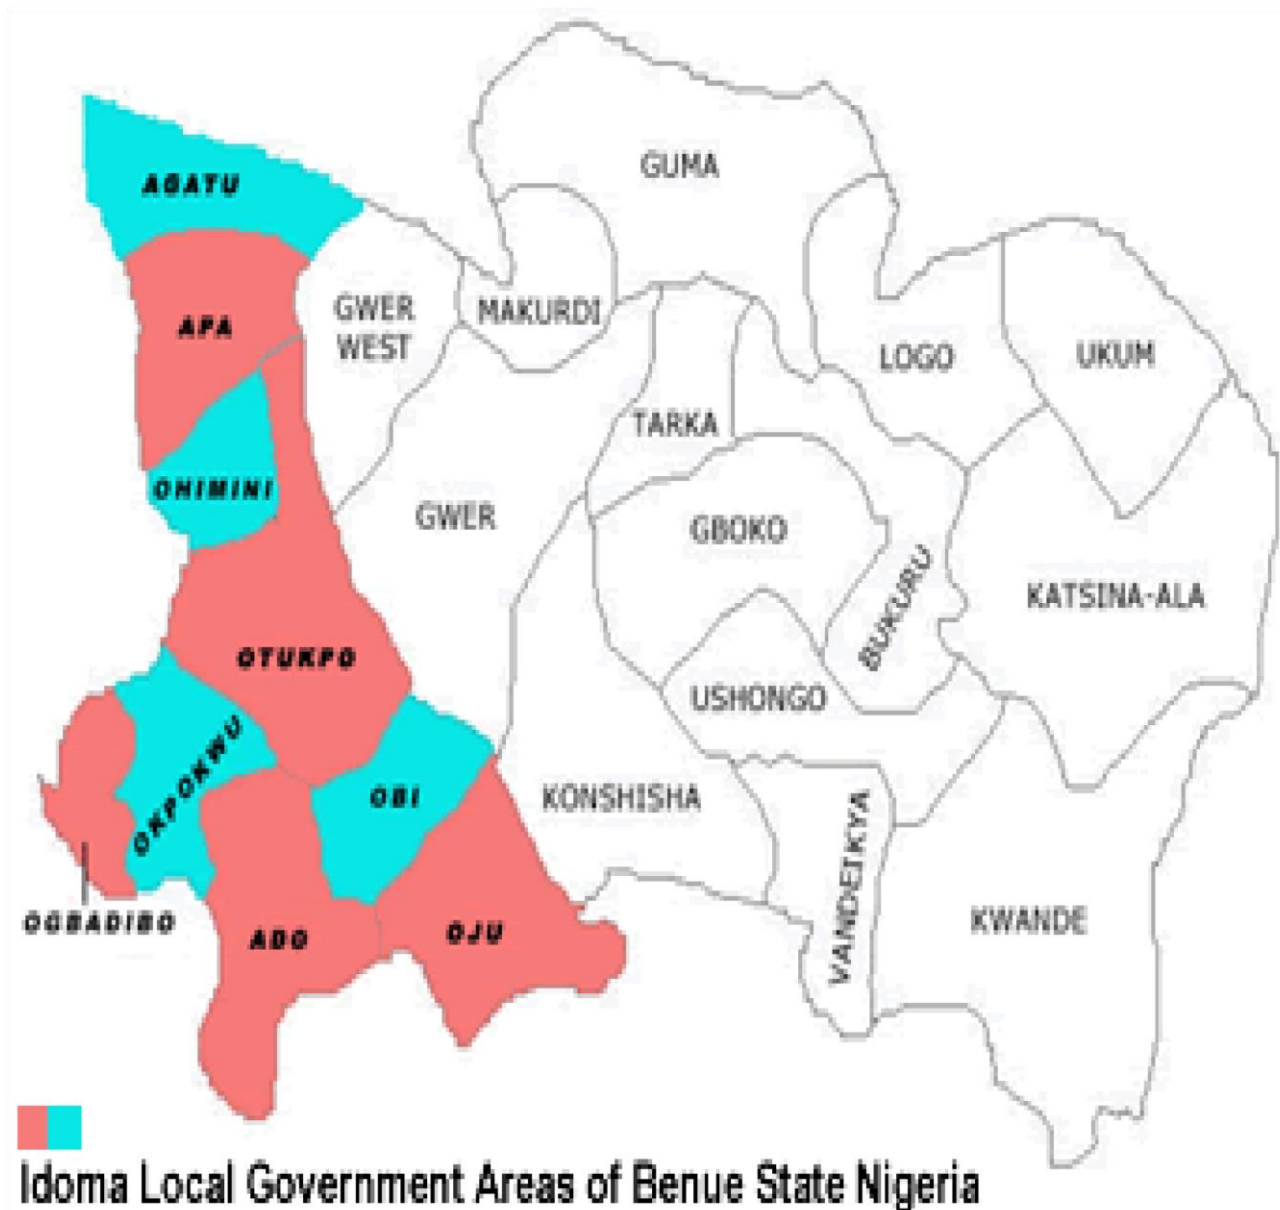 GUMA
AGATU
GWER
WEST
MAKURDI
APA
LOGO
UKUM
TARKA
OHIMINI
GWER
GBOKO
BUKURU
KATSINA-ALA
OTUKPO
USHONGO
OKPOKWU
OBI
KONSHISHA
VANDEIKYA
OGBADIBO
ADO
OJU
KWANDE
Idoma Local Government Areas of Benue State Nigeria